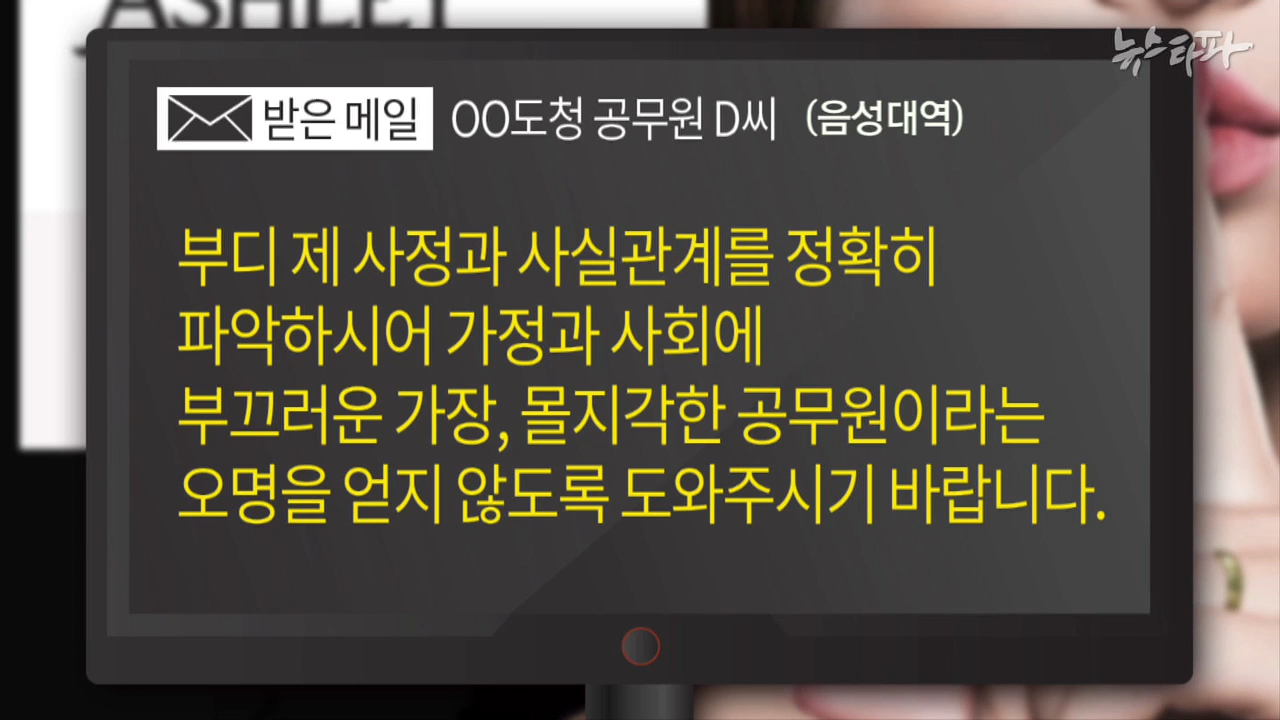 ASHLEY
뉴스타파
받은 메일 OO도청 공무원 D씨 (음성대역)
부디 제 사정과 사실관계를 정확히
파악하시어 가정과 사회에
부끄러운 가장, 몰지각한 공무원이라는
오명을 얻지 않도록 도와주시기 바랍니다.